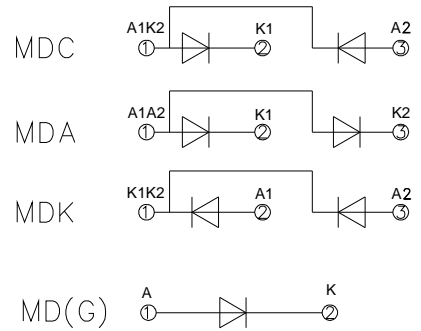 A1K2 K1 A2
MDC ① ② ③
A1A2 K1 K2
MDA ① ② ③
K1K2 A1 A2
MDK ① ② ③
A K
MD(G) ① ②